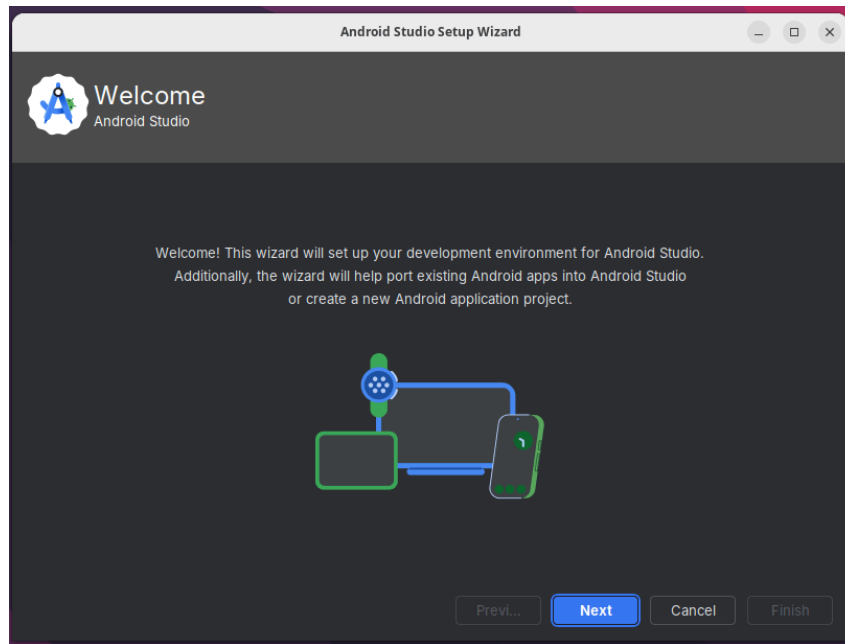 Android Studio Setup Wizard
Welcome
Android Studio
Welcome! This wizard will set up your development environment for Android Studio.
Additionally, the wizard will help port existing Android apps into Android Studio
or create a new Android application project.
Previ... Next Cancel Finish